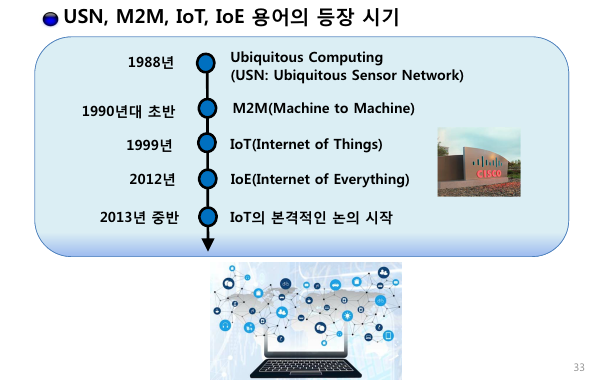 USN, M2M, IoT, IoE 용어의 등장 시기
1988년
Ubiquitous Computing
(USN: Ubiquitous Sensor Network)
1990년대 초반
M2M(Machine to Machine)
1999년
IoT(Internet of Things)
2012년
IoE(Internet of Everything)
CISCO
2013년 중반
IoT의 본격적인 논의 시작
33